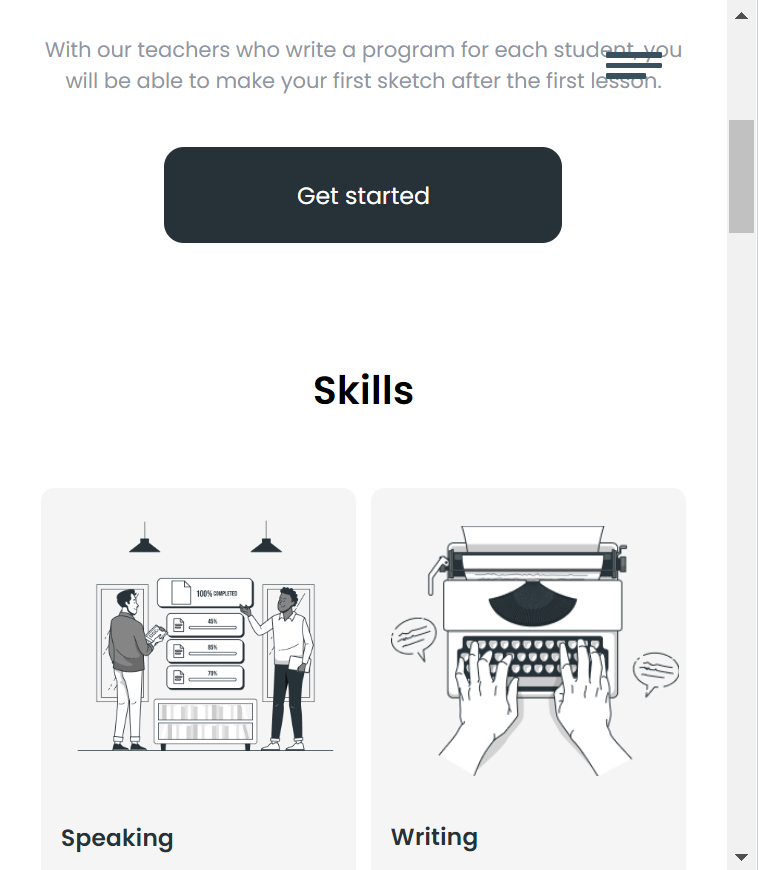 With our teachers who write a program for each student, you
will be able to make your first sketch after the first lesson.
Get started
Skills
100% COMPLETED
45%
85%
75%
Speaking
Writing